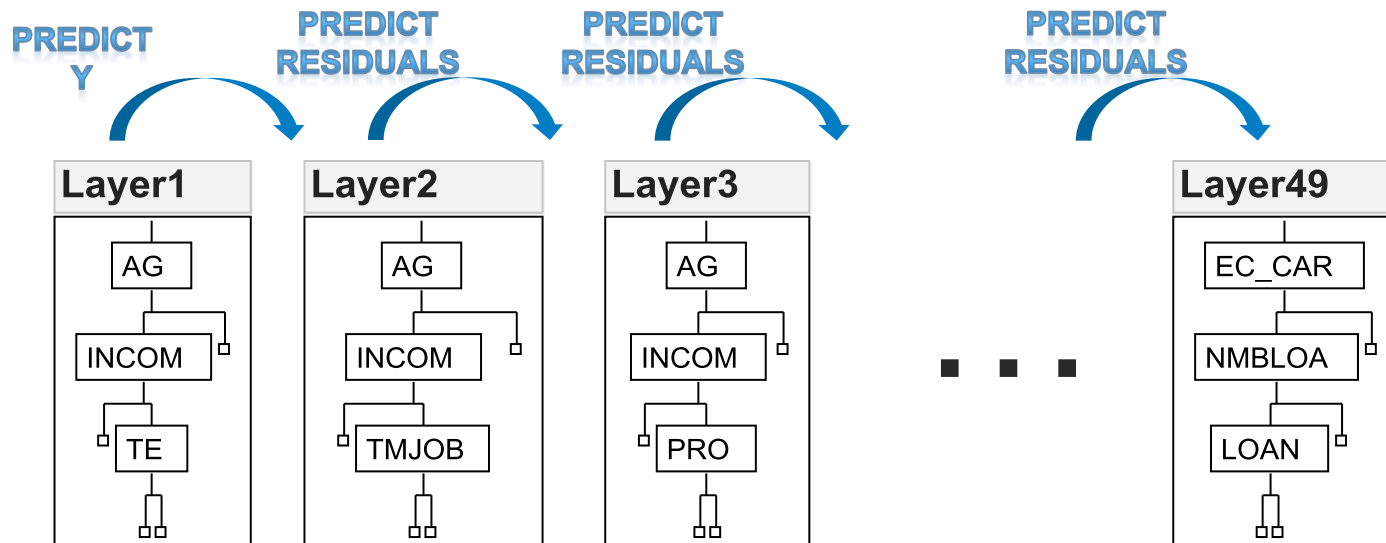 PREDICT
Y
PREDICT
RESIDUALS
PREDICT
RESIDUALS
PREDICT
RESIDUALS
Layer1
AG
INCOM
TE
Layer2
AG
INCOM
TMJOB
Layer3
AG
INCOM
PRO
Layer49
EC_CAR
NMBLOA
LOAN